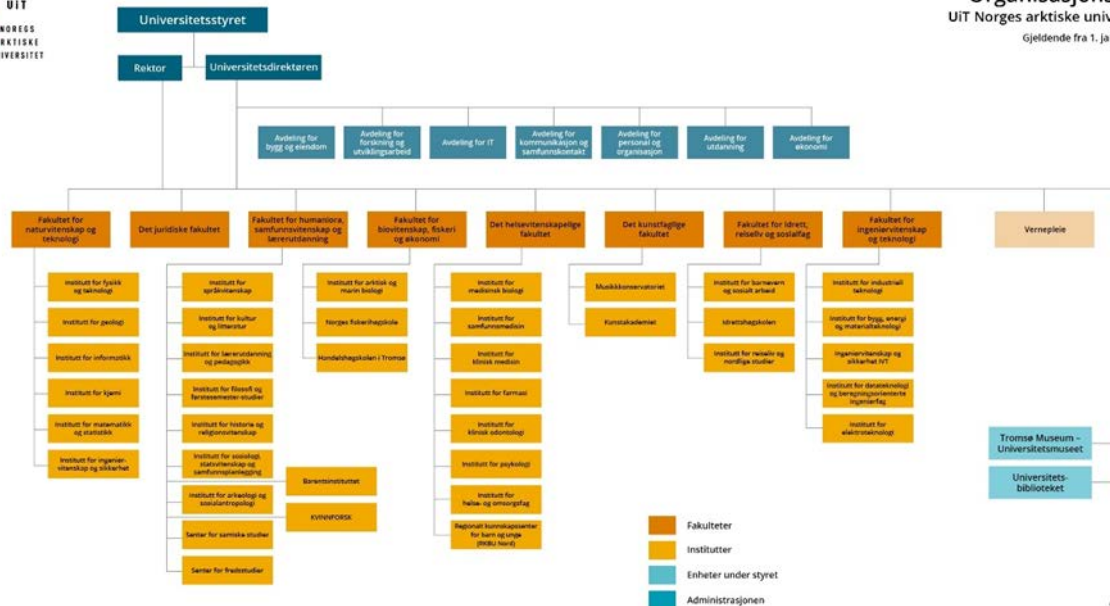 UiT
NOREGS
ARKTISKE
UNIVERSITET
Organisasjons
UiT Norges arktiske univ
Gjeldende fra 1. ja
Universitetsstyret
Rektor
Universitetsdirektøren
Avdeling for
bygg og eiendom
Avdeling for
forskning og
utviklingsarbeid
Avdeling for IT
Avdeling for
kommunikasjon og
samfunnskontakt
Avdeling for
personal og
organisasjon
Avdeling for
utdanning
Avdeling for
økonomi
Fakultet for
naturvitenskap og
teknologi
Det juridiske fakultet
Fakultet for humaniora,
samfunnsvitenskap og
lærerutdanning
Fakultet for
biovitenskap, fiskeri
og økonomi
Det helsevitenskapelige
fakultet
Det kunstfaglige
fakultet
Fakultet for idrett,
reiseliv og sosialfag
Fakultet for
ingeniørvitenskap
og teknologi
Vernepleie
Institutt for fysikk
og teknologi
Institutt for geologi
Institutt for informatikk
Institutt for kjemi
Institutt for matematikk
og statistikk
Institutt for ingeniør-
vitenskap og sikkerhet
Institutt for
språkvitenskap
Institutt for kultur
og litteratur
Institutt for lærerutdanning
og pedagogikk
Institutt for filosofi og
førstesemester-studier
Institutt for historie og
religionsvitenskap
Institutt for sosiologi,
statsvitenskap og
samfunnsplanlegging
Institutt for arkeologi og
sosialantropologi
Senter for samiske studier
Senter for fredsstudier
Barentsinstituttet
KVINNFORSK
Institutt for arktisk og
marin biologi
Norges fiskerihøgskole
Handelshøgskolen i Tromsø
Institutt for
medisinsk biologi
Institutt for
samfunnsmedisin
Institutt for
klinisk medisin
Institutt for farmasi
Institutt for
klinisk odontologi
Institutt for psykologi
Institutt for
helse- og omsorgsfag
Regionalt kunnskapssenter
for barn og unge
(RKBU Nord)
Musikkonservatoriet
Kunstakademiet
Institutt for barnevern
og sosialt arbeid
Idrettshøgskolen
Institutt for reiseliv og
nordlige studier
Institutt for industriell
teknologi
Institutt for bygg, energi
og materialteknologi
Ingeniørvitenskap og
sikkerhet IVT
Institutt for datateknologi
og beregningsorienterte
ingeniørfag
Institutt for
elektroteknologi
Tromsø Museum –
Universitetsmuseet
Universitets-
biblioteket
Fakulteter
Institutter
Enheter under styret
Administrasjonen